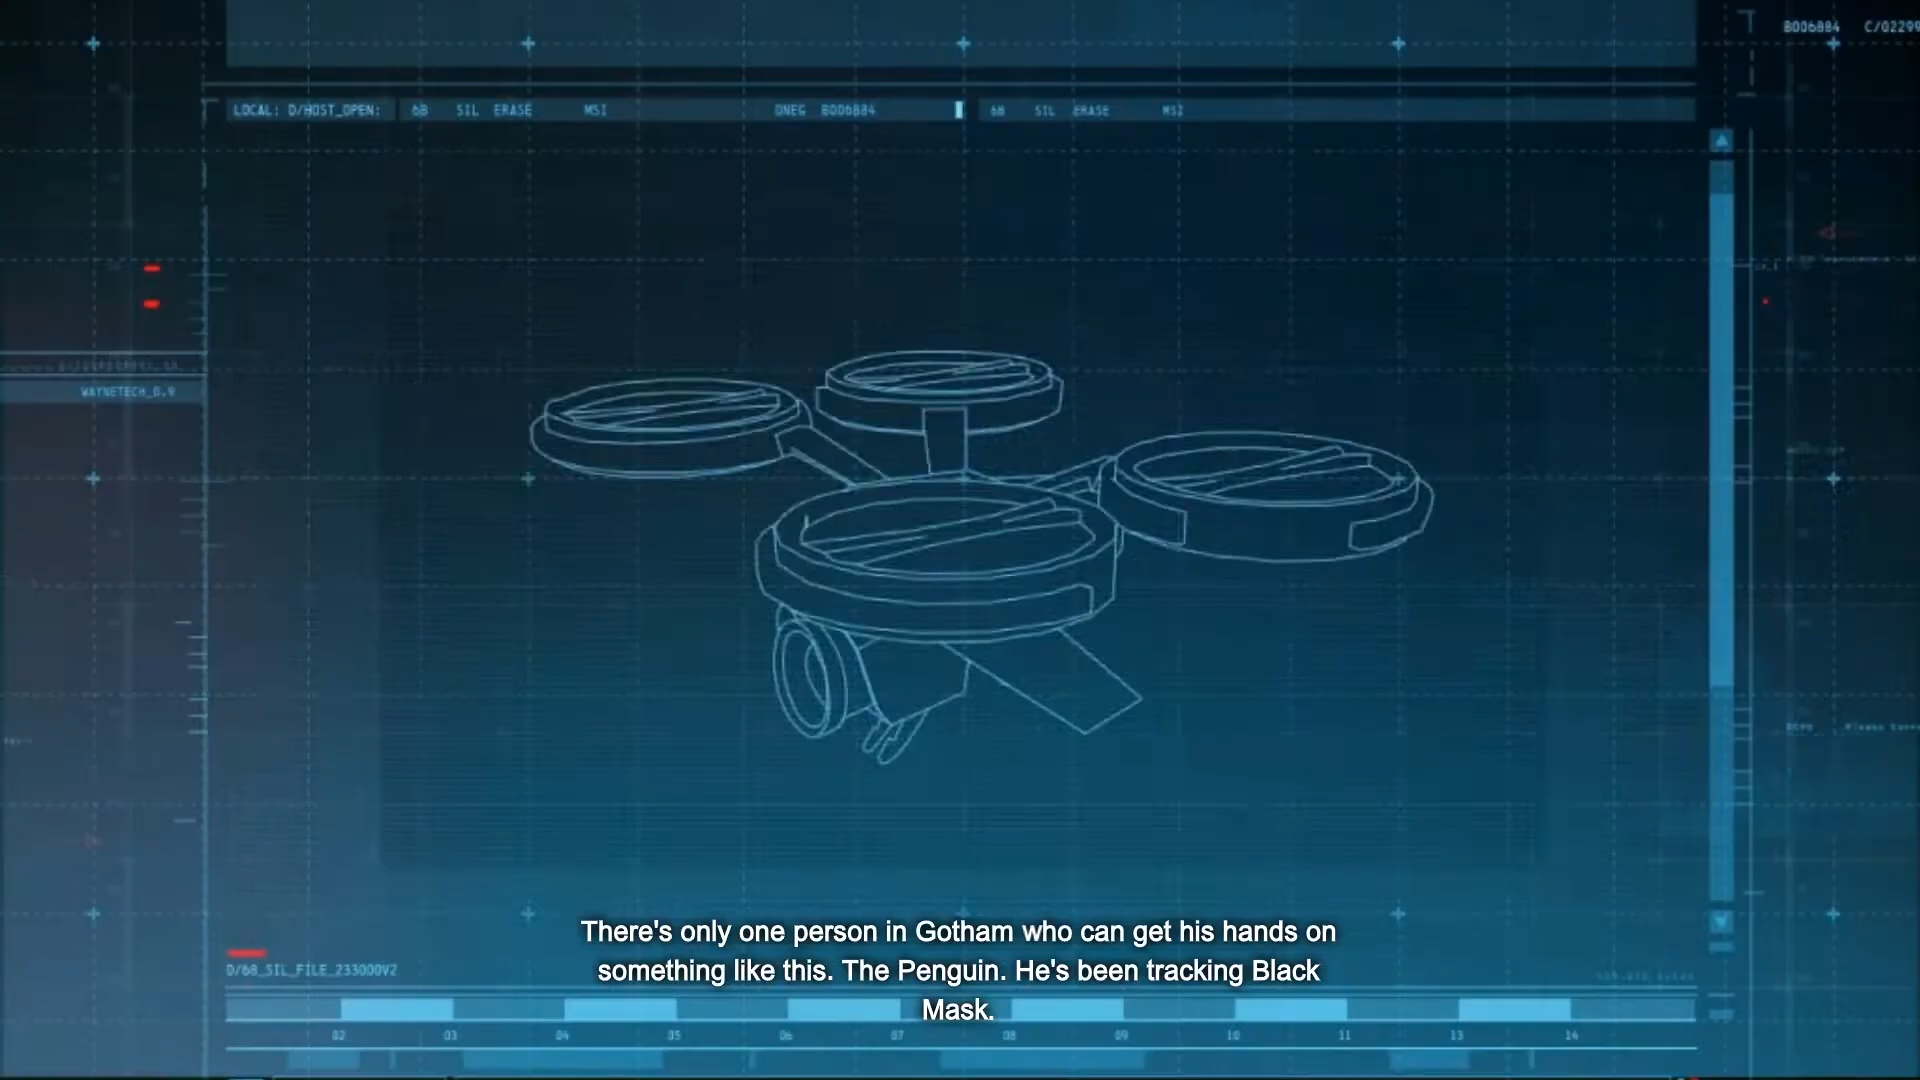 B006884 C/02299
LOCAL: D/HOST_OPEN: 6B SIL ERASE MSI DNEG B006884 6B SIL ERASE MSI
WAYNETECH_0.9
There's only one person in Gotham who can get his hands on
something like this. The Penguin. He's been tracking Black
Mask.
D/68_SIL_FILE_233000V2
02 03 04 05 06 07 08 09 10 11 13 14